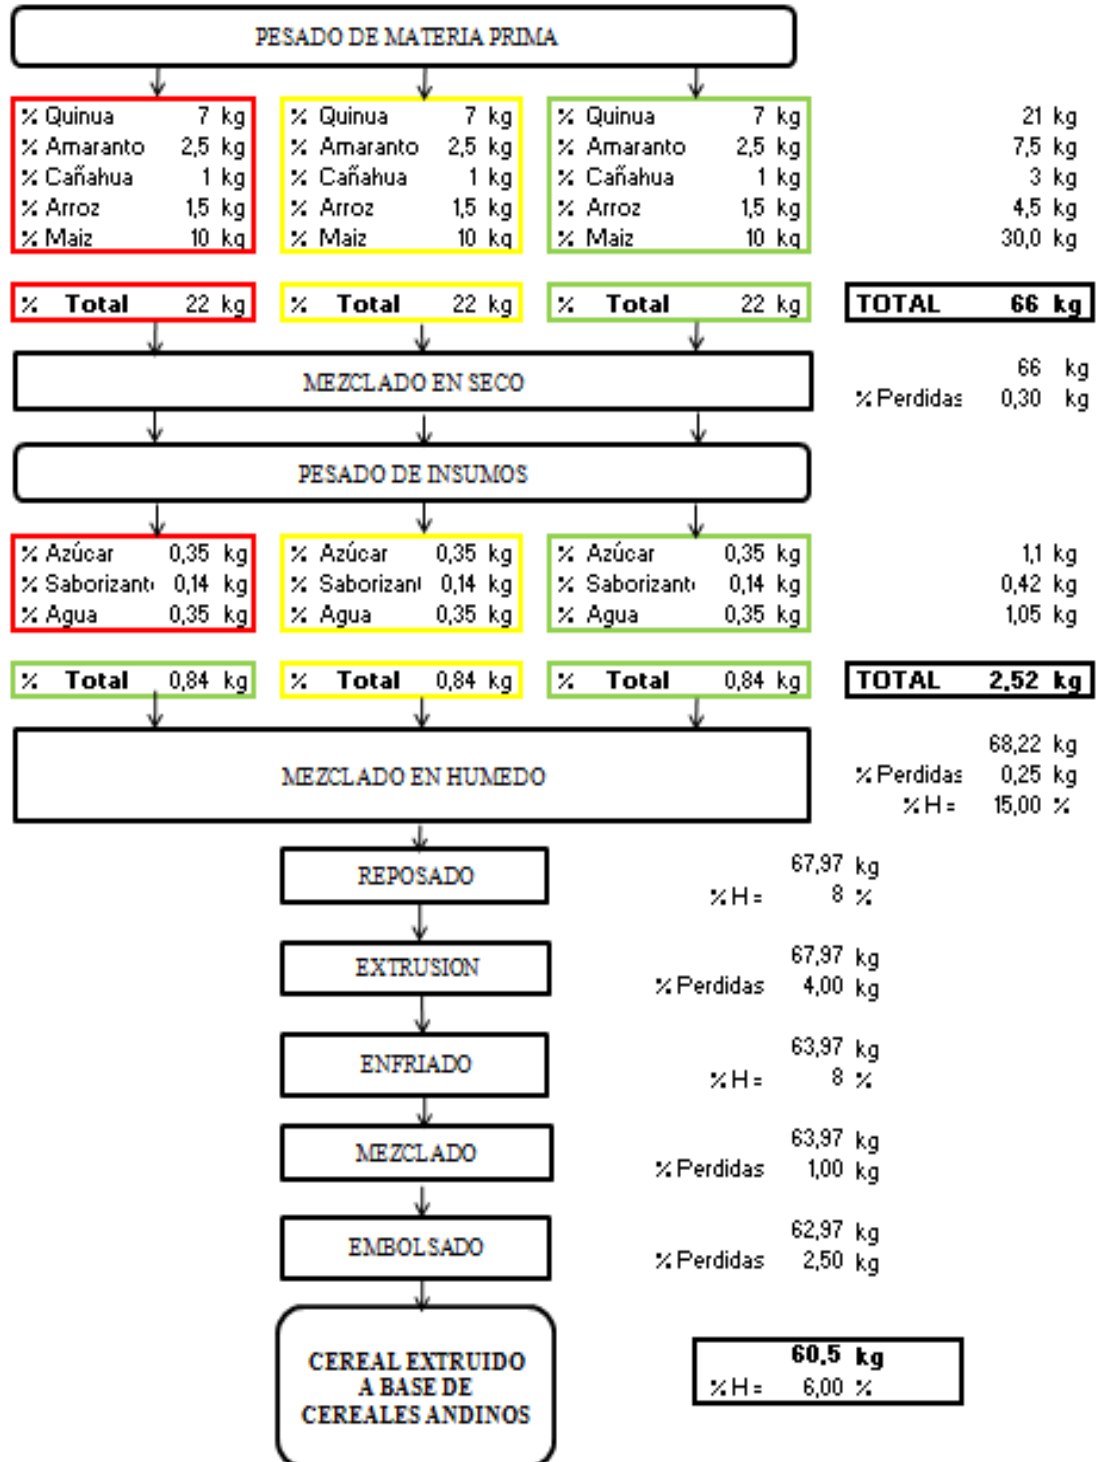 PESADO DE MATERIA PRIMA
% Quinua 7 kg % Quinua 7 kg % Quinua 7 kg 21 kg
% Amaranto 2,5 kg % Amaranto 2,5 kg % Amaranto 2,5 kg 7,5 kg
% Cañahua 1 kg % Cañahua 1 kg % Cañahua 1 kg 3 kg
% Arroz 1,5 kg % Arroz 1,5 kg % Arroz 1,5 kg 4,5 kg
% Maiz 10 kg % Maiz 10 kg % Maiz 10 kg 30,0 kg
% Total 22 kg % Total 22 kg % Total 22 kg TOTAL 66 kg
66 kg
MEZCLADO EN SECO
% Perdidas 0,30 kg
PESADO DE INSUMOS
% Azúcar 0,35 kg % Azúcar 0,35 kg % Azúcar 0,35 kg 1,1 kg
% Saborizant 0,14 kg % Saborizant 0,14 kg % Saborizant 0,14 kg 0,42 kg
% Agua 0,35 kg % Agua 0,35 kg % Agua 0,35 kg 1,05 kg
% Total 0,84 kg % Total 0,84 kg % Total 0,84 kg TOTAL 2,52 kg
68,22 kg
MEZCLADO EN HUMEDO % Perdidas 0,25 kg
% H = 15,00 %
REPOSADO 67,97 kg
% H = 8 %
EXTRUSION 67,97 kg
% Perdidas 4,00 kg
ENFRIADO 63,97 kg
% H = 8 %
MEZCLADO 63,97 kg
% Perdidas 1,00 kg
EMBOLSADO 62,97 kg
% Perdidas 2,50 kg
CEREAL EXTRUIDO 60,5 kg
A BASE DE % H = 6,00 %
CEREALES ANDINOS